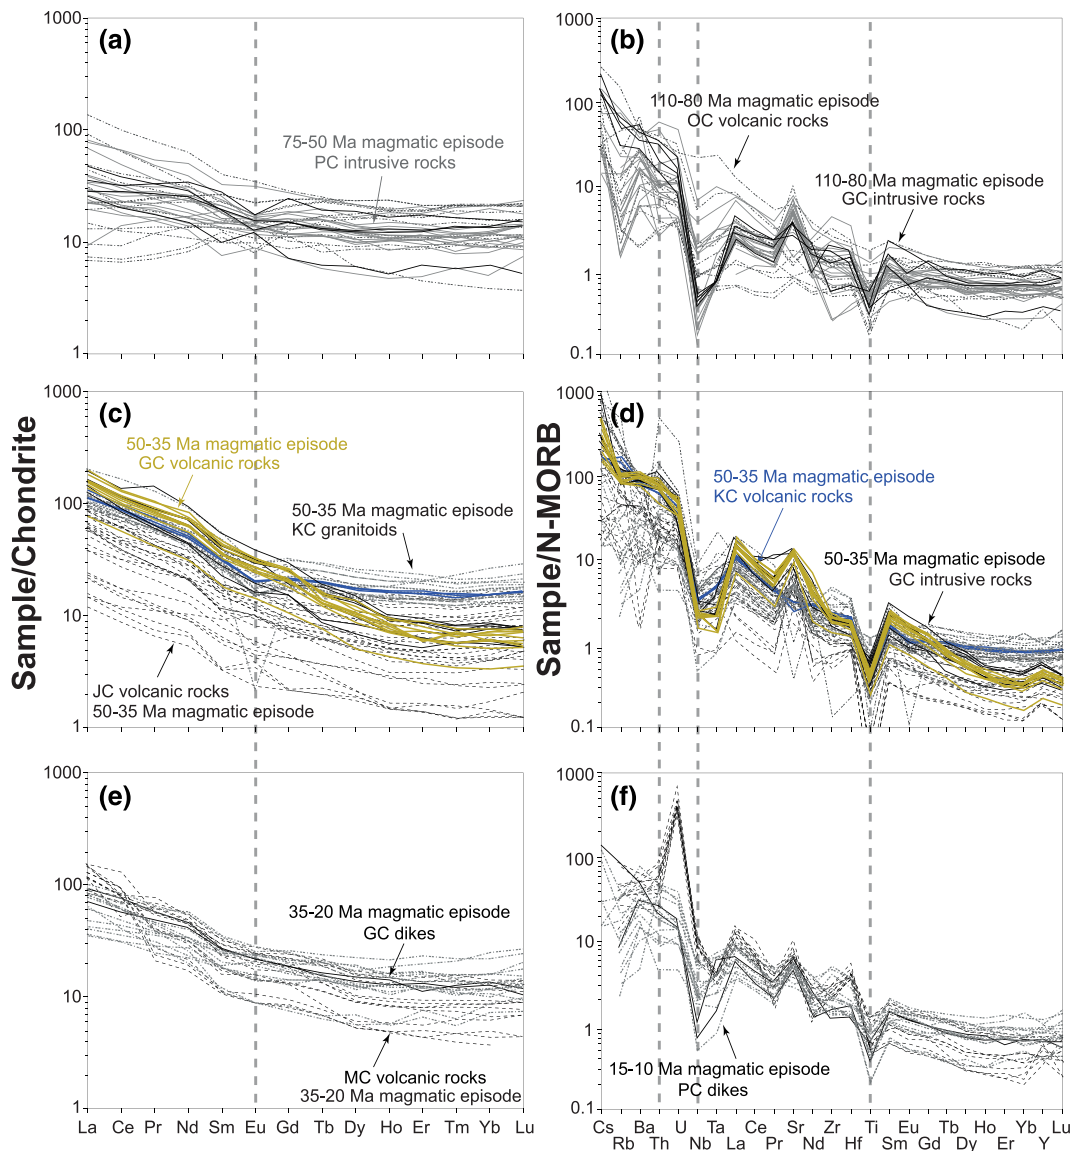 (a)
1000
100
10
1
75-50 Ma magmatic episode
PC intrusive rocks
(b)
1000
100
10
1
0.1
110-80 Ma magmatic episode
OC volcanic rocks
110-80 Ma magmatic episode
GC intrusive rocks
Sample/Chondrite
(c)
1000
100
10
1
50-35 Ma magmatic episode
GC volcanic rocks
50-35 Ma magmatic episode
KC granitoids
JC volcanic rocks
50-35 Ma magmatic episode
Sample/N-MORB
(d)
1000
100
10
1
0.1
50-35 Ma magmatic episode
KC volcanic rocks
50-35 Ma magmatic episode
GC intrusive rocks
(e)
1000
100
10
1
35-20 Ma magmatic episode
GC dikes
MC volcanic rocks
35-20 Ma magmatic episode
La Ce Pr Nd Sm Eu Gd Tb Dy Ho Er Tm Yb Lu
(f)
1000
100
10
1
0.1
15-10 Ma magmatic episode
PC dikes
Cs Ba U Ta Ce Sr Zr Ti Eu Tb Ho Yb Lu
Rb Th Nb La Pr Nd Hf Sm Gd Dy Er Y